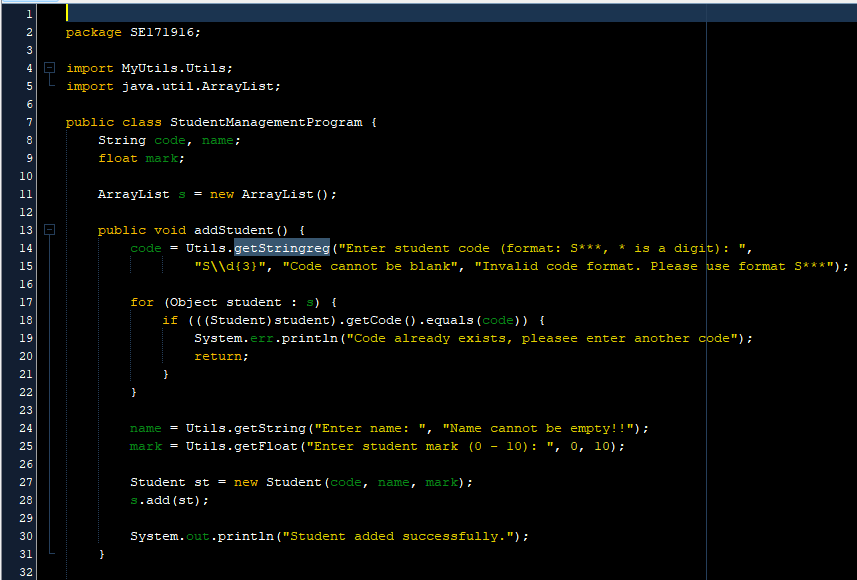 1
2 package SE171916;
3
4 import MyUtils.Utils;
5 import java.util.ArrayList;
6
7 public class StudentManagementProgram {
8     String code, name;
9     float mark;
10
11     ArrayList s = new ArrayList();
12
13     public void addStudent() {
14         code = Utils.getStringreg("Enter student code (format: S***, * is a digit): ",
15                 "S\\d{3}", "Code cannot be blank", "Invalid code format. Please use format S***");
16
17         for (Object student : s) {
18             if (((Student)student).getCode().equals(code)) {
19                 System.err.println("Code already exists, pleasee enter another code");
20                 return;
21             }
22         }
23
24         name = Utils.getString("Enter name: ", "Name cannot be empty!!");
25         mark = Utils.getFloat("Enter student mark (0 - 10): ", 0, 10);
26
27         Student st = new Student(code, name, mark);
28         s.add(st);
29
30         System.out.println("Student added successfully.");
31     }
32